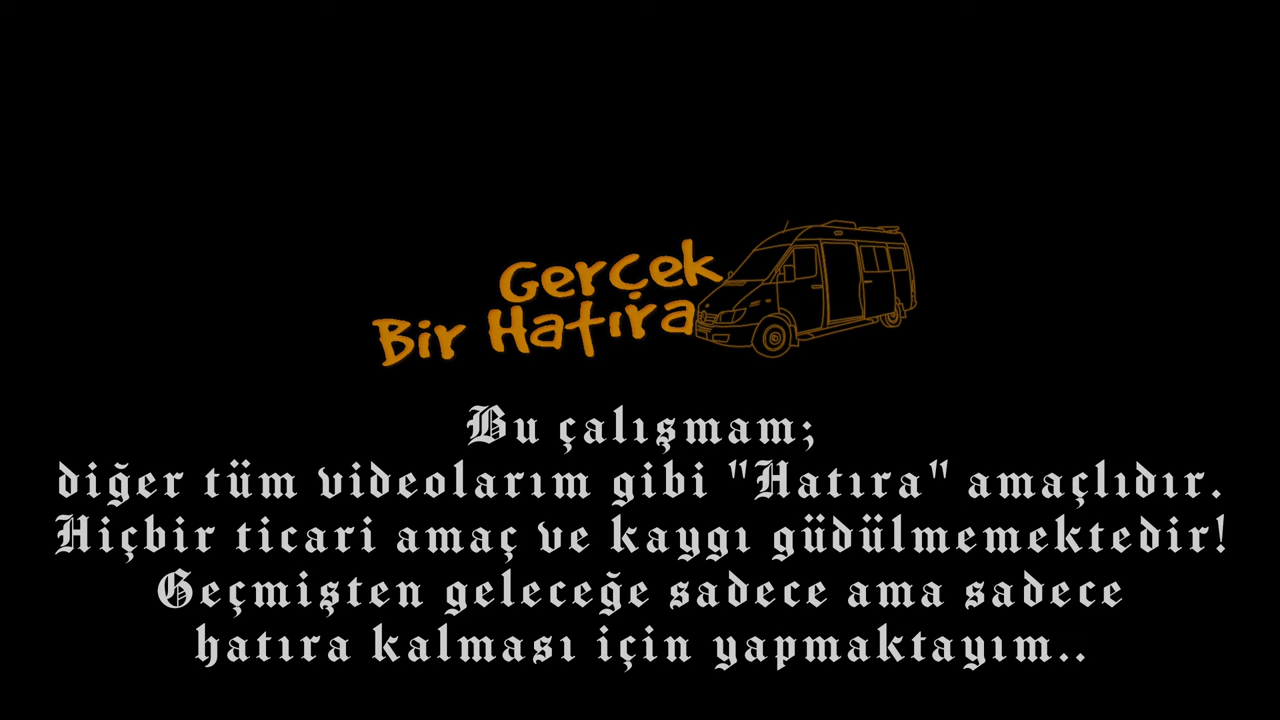 Gerçek
Bir Hatıra
Bu çalışmam;
diğer tüm videolarım gibi "Hatıra" amaçlıdır.
Hiçbir ticari amaç ve kaygı güdülmemektedir!
Geçmişten geleceğe sadece ama sadece
hatıra kalması için yapmaktayım..